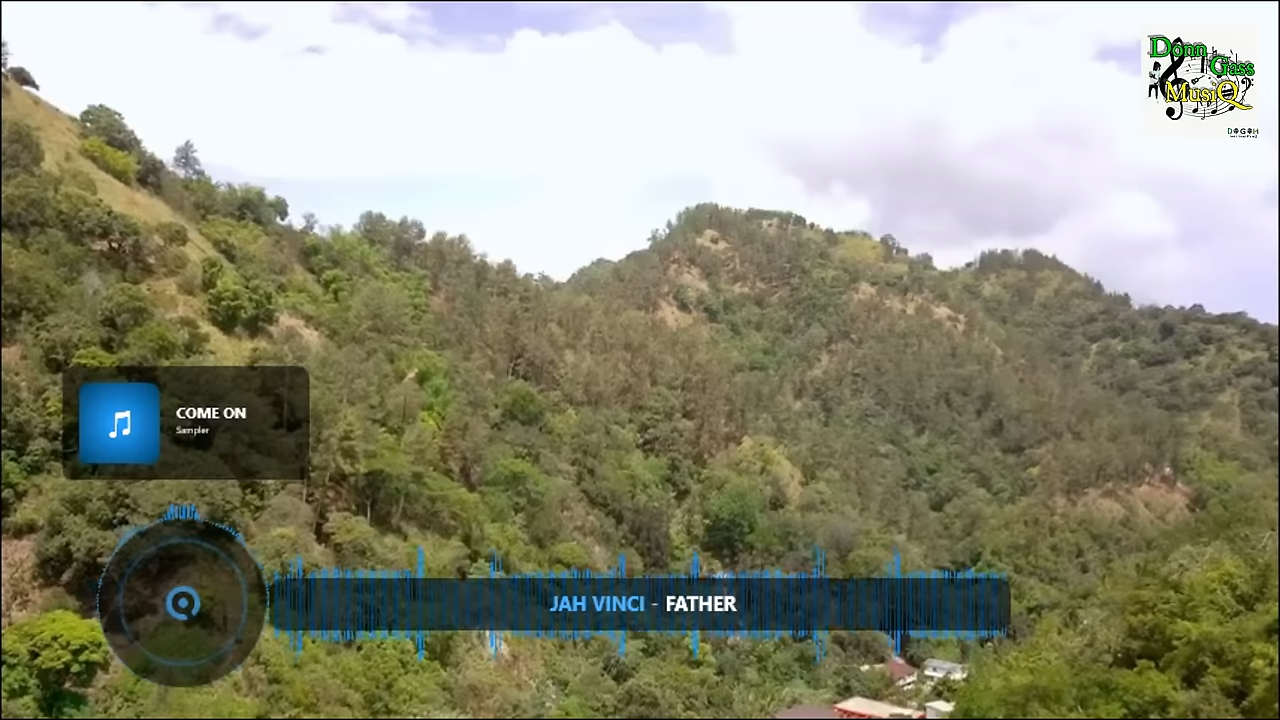 Donn
Gass
MusiQ
COME ON
Sampler
JAH VINCI - FATHER